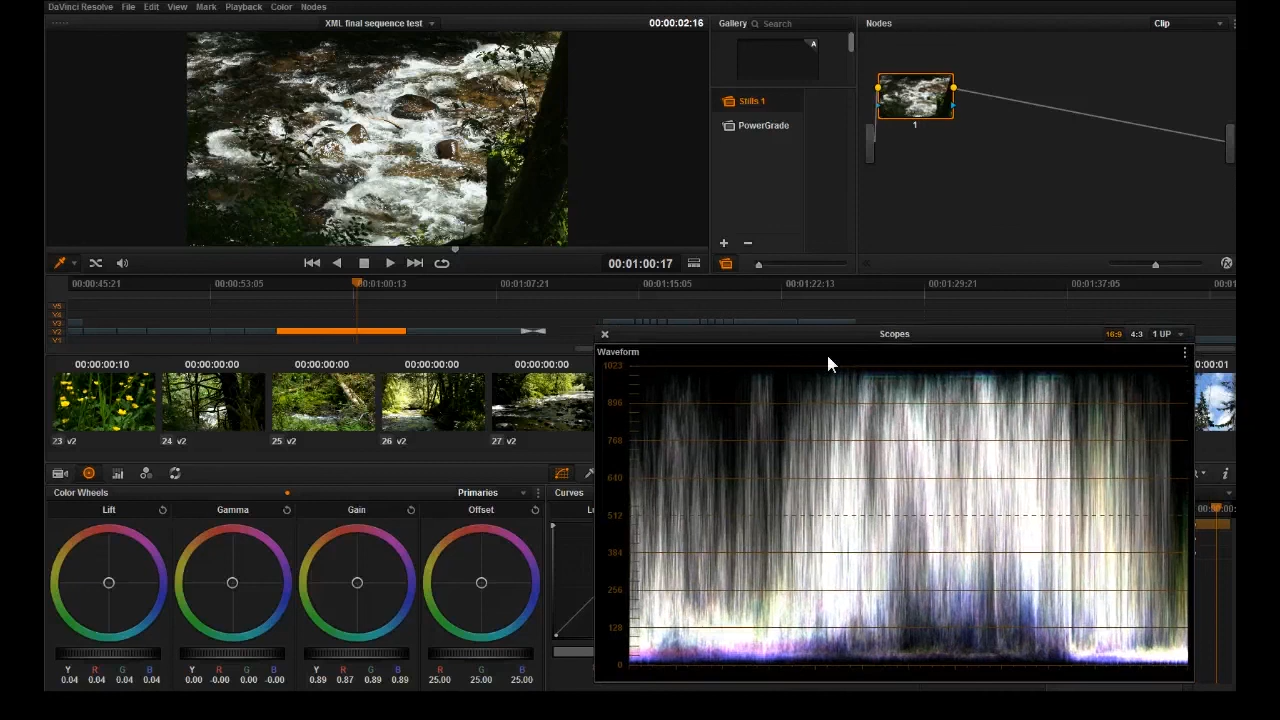 DaVinci Resolve File Edit View Mark Playback Color Nodes
XML final sequence test 00:00:02:16 Gallery Search Nodes Clip
A
Stills 1
PowerGrade
1
00:01:00:17
00:00:45:21 00:00:53:05 00:01:00:13 00:01:07:21 00:01:15:05 00:01:22:13 00:01:29:21 00:01:37:05
V5
V4
V3
V2
V1
Scopes 16:9 4:3 1 UP
Waveform
00:00:00:10 00:00:00:00 00:00:00:00 00:00:00:00 00:00:00:00
23 v2 24 v2 25 v2 26 v2 27 v2
1023
896
768
640
512
384
256
128
0
Color Wheels Primaries Curves
Lift Gamma Gain Offset
Y R G B Y R G B Y R G B R G B
0.04 0.04 0.04 0.04 0.00 -0.00 0.00 -0.00 0.89 0.87 0.89 0.89 25.00 25.00 25.00